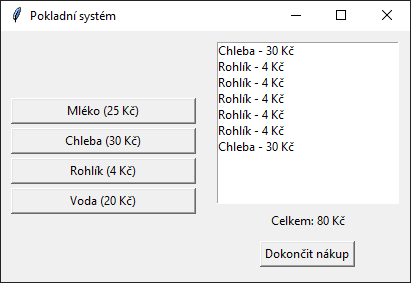 Pokladní systém
Mléko (25 Kč)
Chleba (30 Kč)
Rohlík (4 Kč)
Voda (20 Kč)
Chleba - 30 Kč
Rohlík - 4 Kč
Rohlík - 4 Kč
Rohlík - 4 Kč
Rohlík - 4 Kč
Rohlík - 4 Kč
Chleba - 30 Kč
Celkem: 80 Kč
Dokončit nákup